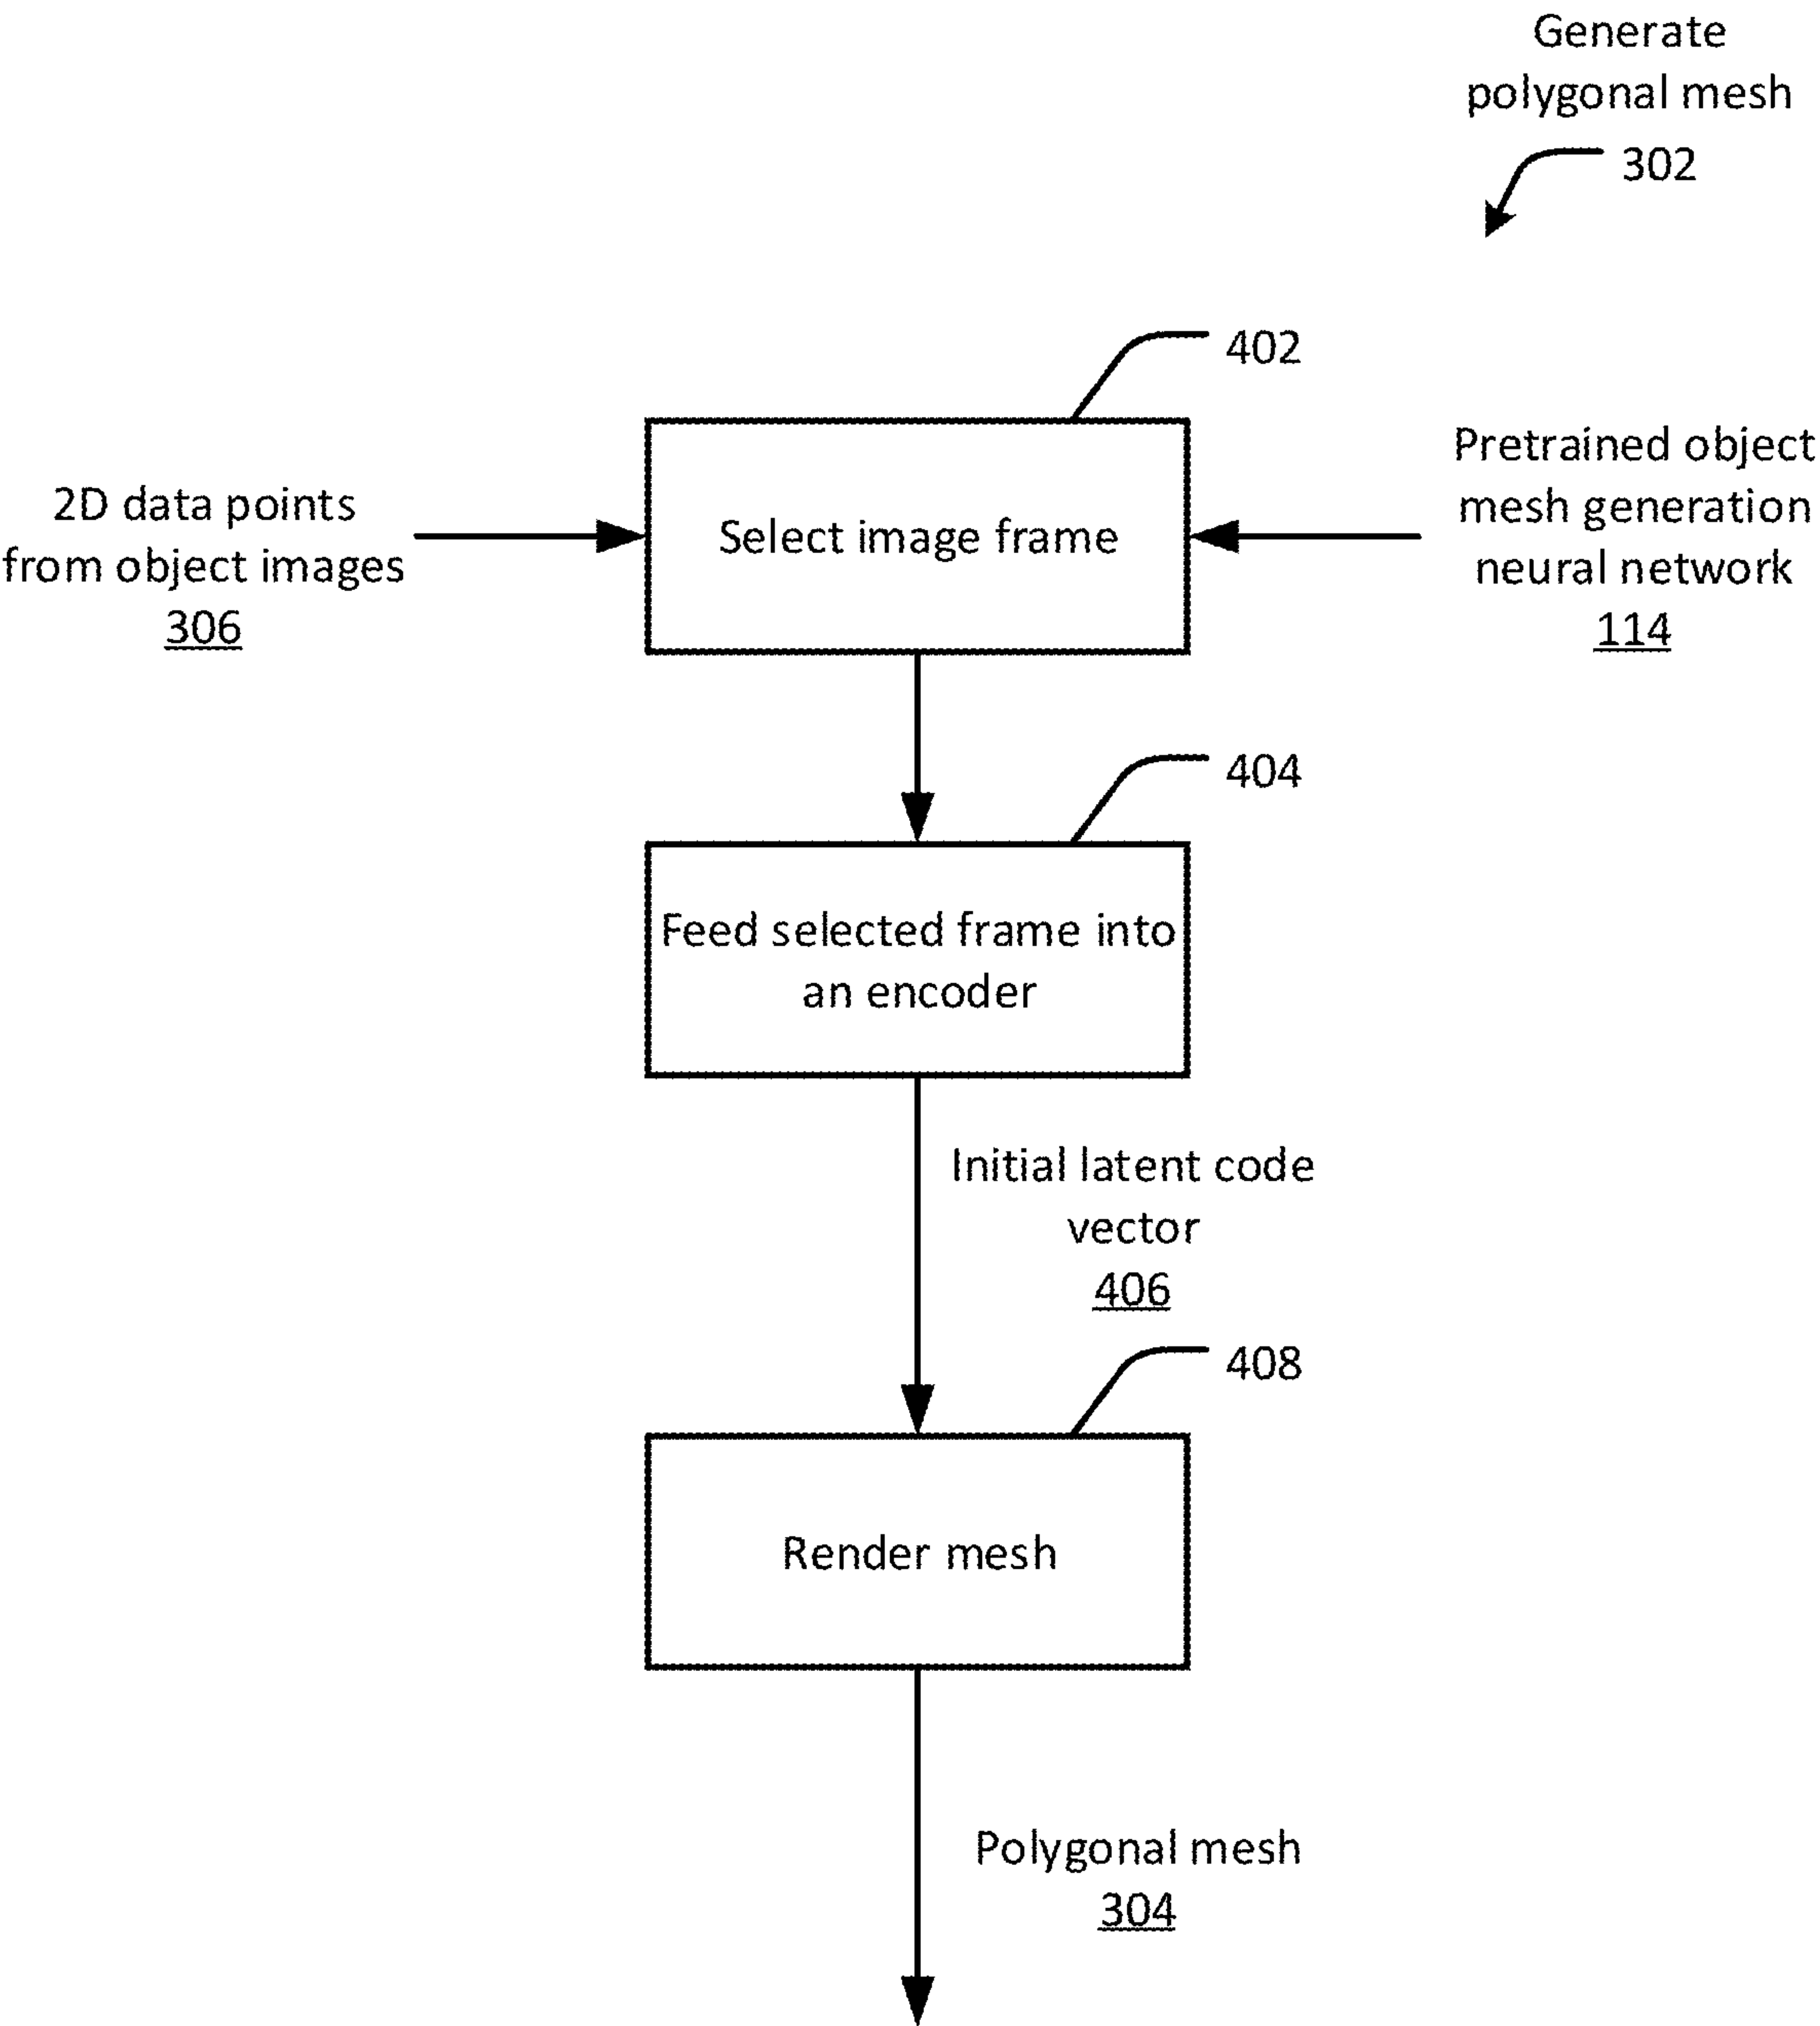 Generate
polygonal mesh
302
402
2D data points
from object images
306
Select image frame
Pretrained object
mesh generation
neural network
114
404
Feed selected frame into
an encoder
Initial latent code
vector
406
408
Render mesh
Polygonal mesh
304